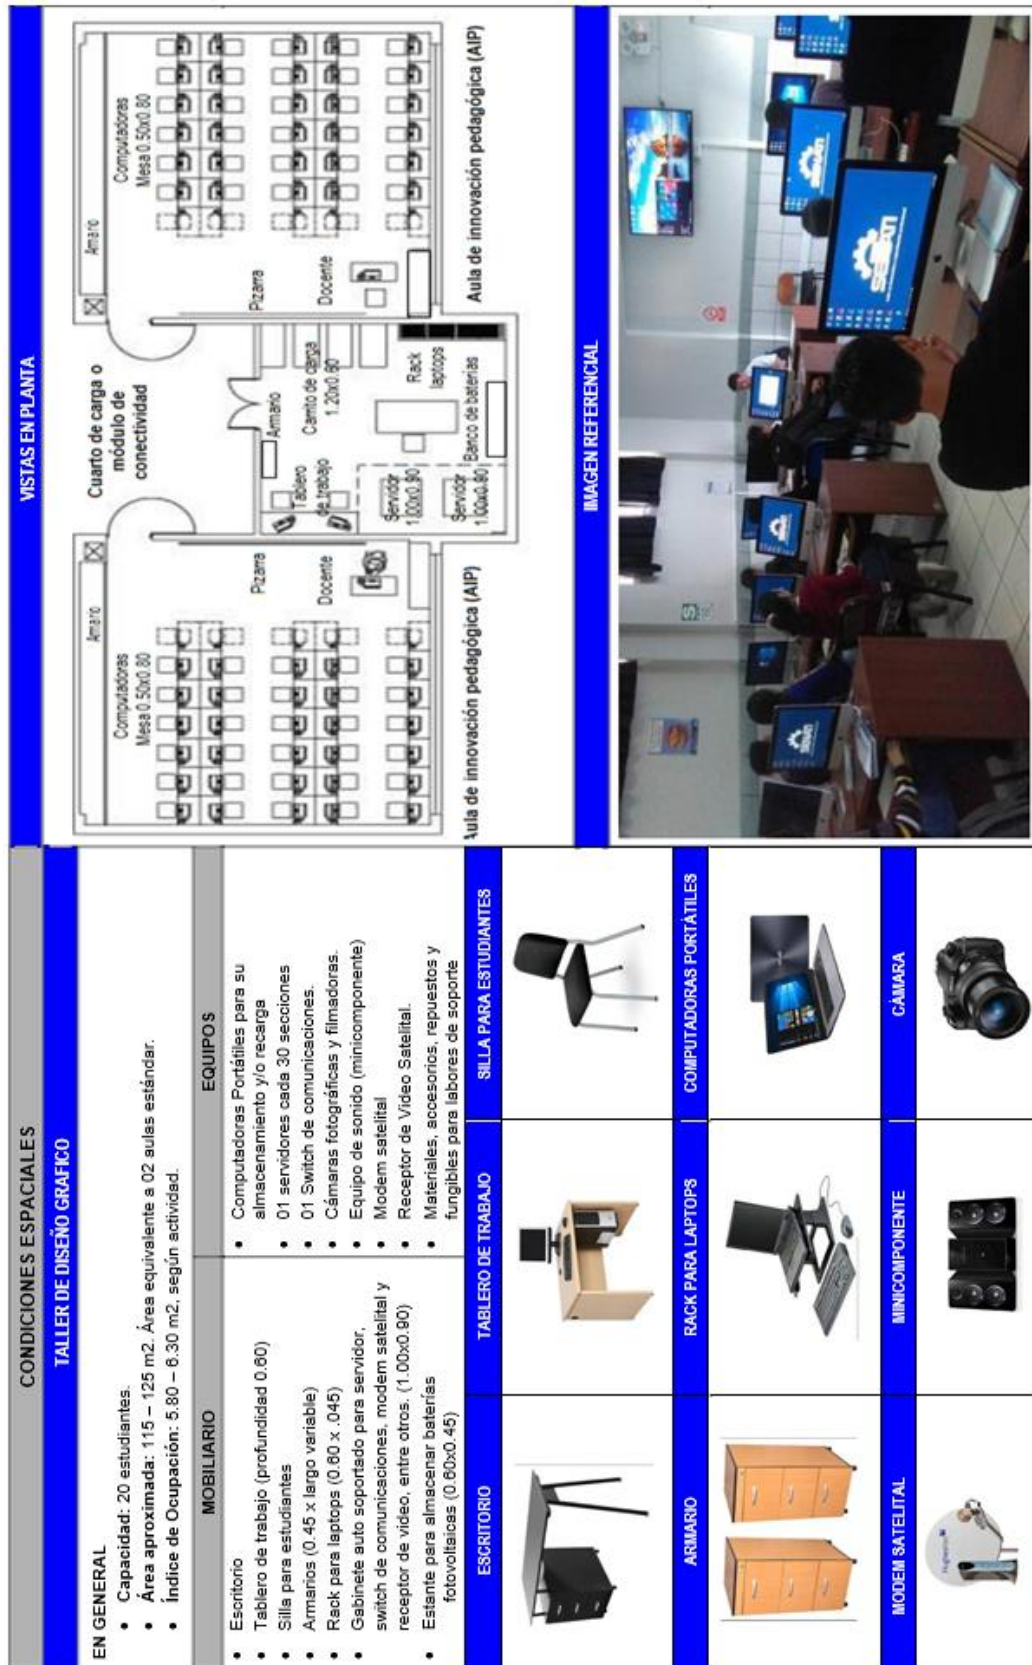 CONDICIONES ESPACIALES
TALLER DE DISEÑO GRAFICO
EN GENERAL
• Capacidad: 20 estudiantes.
• Área aproximada: 115 – 125 m2. Área equivalente a 02 aulas estándar.
• Índice de Ocupación: 5.80 – 6.30 m2, según actividad.
MOBILIARIO
• Escritorio
• Tablero de trabajo (profundidad 0.60)
• Silla para estudiantes
• Armarios (0.45 x largo variable)
• Rack para laptops (0.60 x .045)
• Gabinete auto soportado para servidor,
switch de comunicaciones, modem satelital y
receptor de video, entre otros. (1.00x0.90)
• Estante para almacenar baterías
fotovoltaicas (0.60x0.45)
EQUIPOS
• Computadoras Portátiles para su
almacenamiento y/o recarga
• 01 servidores cada 30 secciones
• 01 Switch de comunicaciones.
• Cámaras fotográficas y filmadoras.
• Equipo de sonido (minicomponente)
• Modem satelital
• Receptor de Video Satelital.
• Materiales, accesorios, repuestos y
fungibles para labores de soporte
ESCRITORIO
TABLERO DE TRABAJO
SILLA PARA ESTUDIANTES
ARMARIO
RACK PARA LAPTOPS
COMPUTADORAS PORTÁTILES
MODEM SATELITAL
MINICOMPONENTE
CÁMARA
VISTAS EN PLANTA
Amario
Computadoras
Mesa 0.50x0.80
Pizarra
Docente
Aula de innovación pedagógica (AIP)
Cuarto de carga o
módulo de
conectividad
Armario
Tablero
de trabajo
Carrito de carga
1.20x0.60
Servidor
1.00x0.90
Servidor
1.00x0.90
Rack
laptops
Banco de baterias
Amario
Computadoras
Mesa 0.50x0.80
Pizarra
Docente
Aula de innovación pedagógica (AIP)
IMAGEN REFERENCIAL
SENATI
SENATI
SENATI
SENATI
S